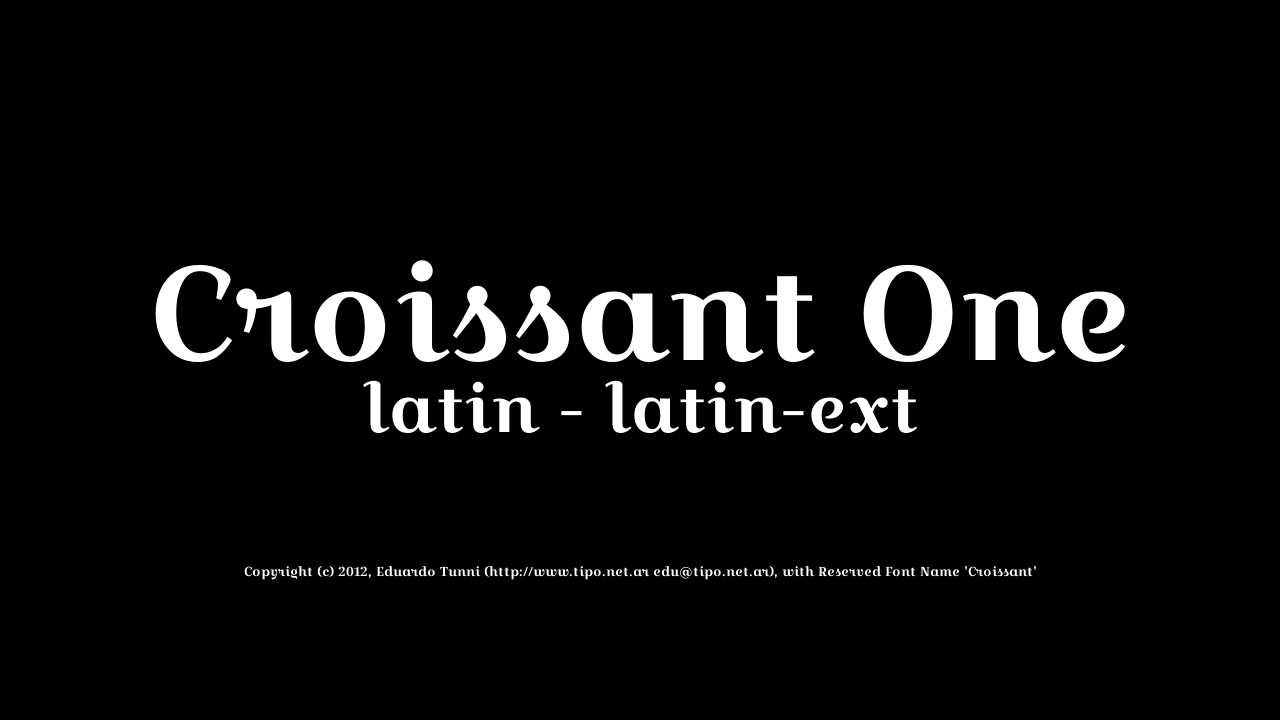 Croissant One
latin - latin-ext
Copyright (c) 2012, Eduardo Tunni (http://www.tipo.net.ar edu@tipo.net.ar), with Reserved Font Name 'Croissant'